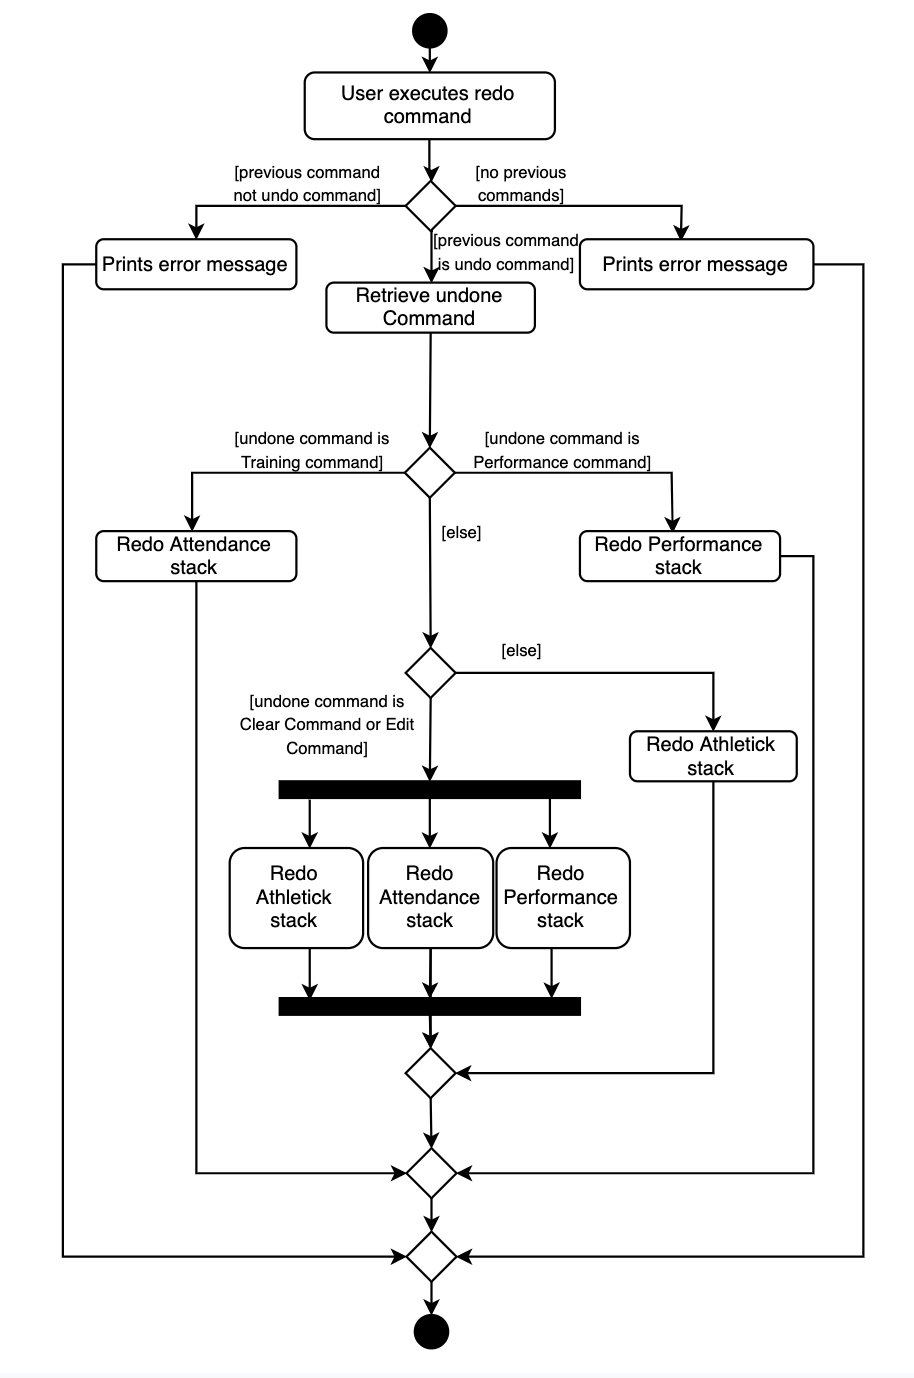 User executes redo
command
[previous command
not undo command]
[no previous
commands]
[previous command
is undo command]
Prints error message
Prints error message
Retrieve undone
Command
[undone command is
Training command]
[undone command is
Performance command]
Redo Attendance
stack
[else]
Redo Performance
stack
[else]
[undone command is
Clear Command or Edit
Command]
Redo Athletick
stack
Redo
Athletick
stack
Redo
Attendance
stack
Redo
Performance
stack